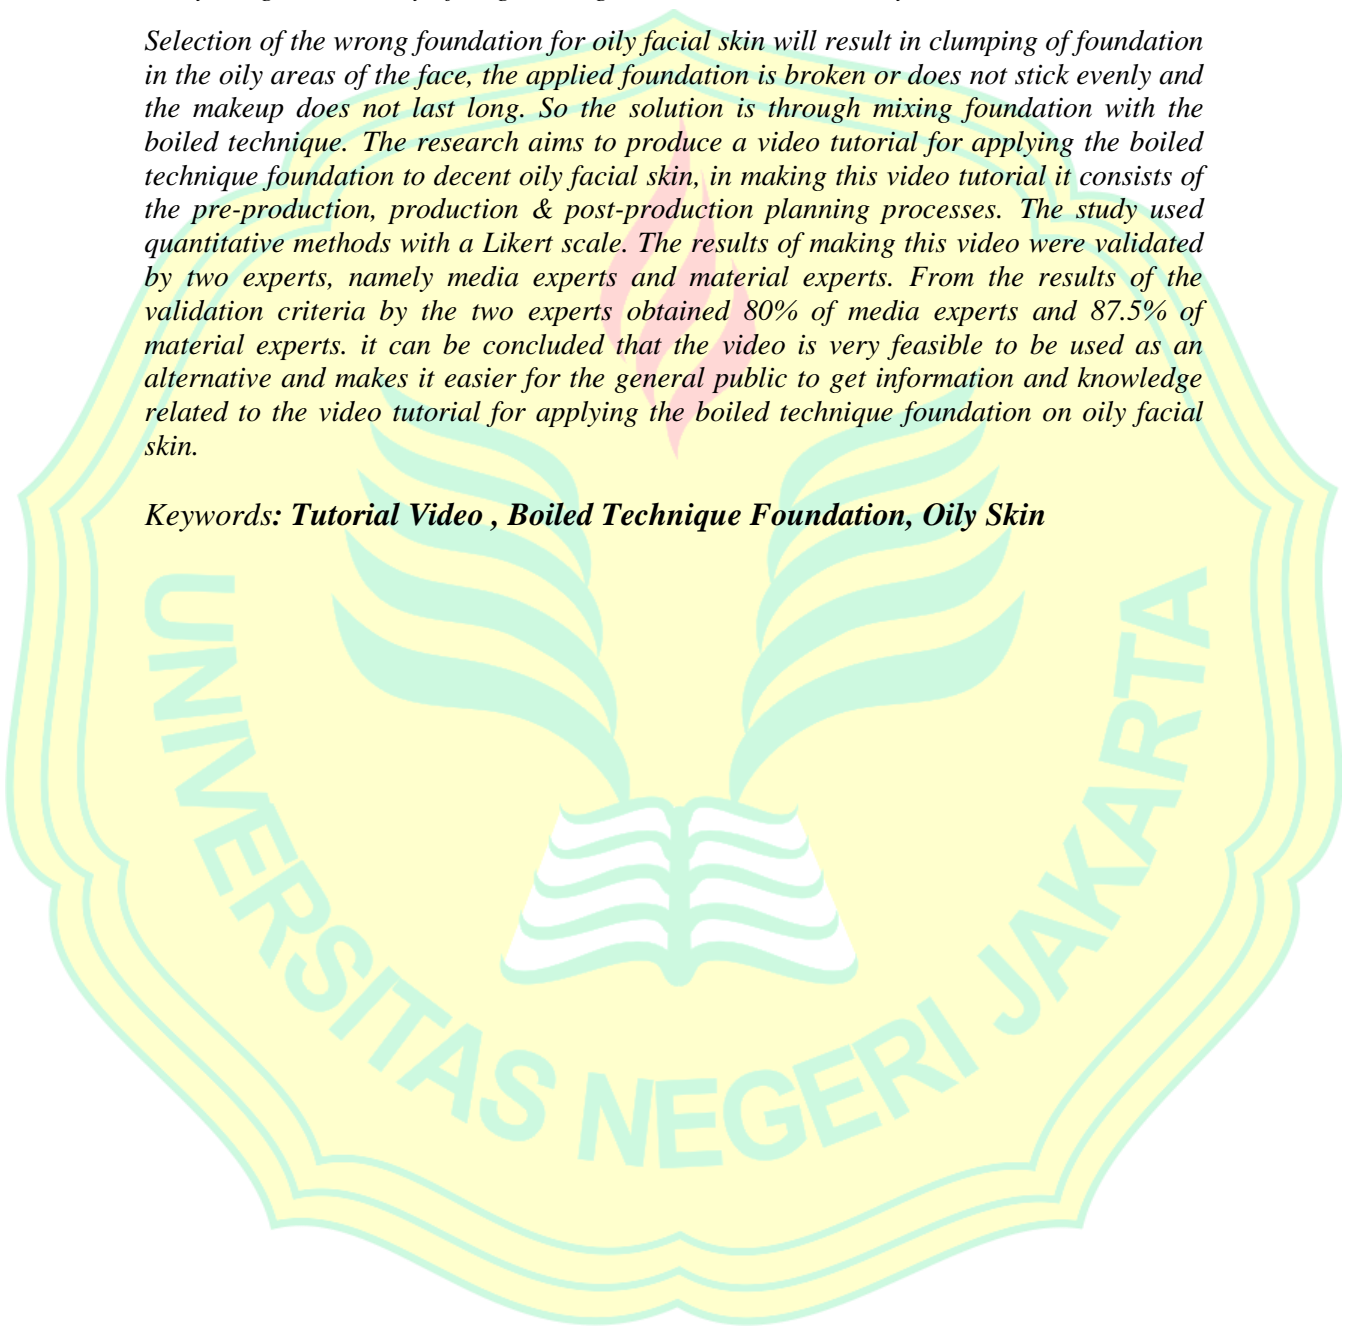 Selection of the wrong foundation for oily facial skin will result in clumping of foundation
in the oily areas of the face, the applied foundation is broken or does not stick evenly and
the makeup does not last long. So the solution is through mixing foundation with the
boiled technique. The research aims to produce a video tutorial for applying the boiled
technique foundation to decent oily facial skin, in making this video tutorial it consists of
the pre-production, production & post-production planning processes. The study used
quantitative methods with a Likert scale. The results of making this video were validated
by two experts, namely media experts and material experts. From the results of the
validation criteria by the two experts obtained 80% of media experts and 87.5% of
material experts. it can be concluded that the video is very feasible to be used as an
alternative and makes it easier for the general public to get information and knowledge
related to the video tutorial for applying the boiled technique foundation on oily facial
skin.
Keywords: Tutorial Video , Boiled Technique Foundation, Oily Skin
UNIVERSITAS NEGERI JAKARTA